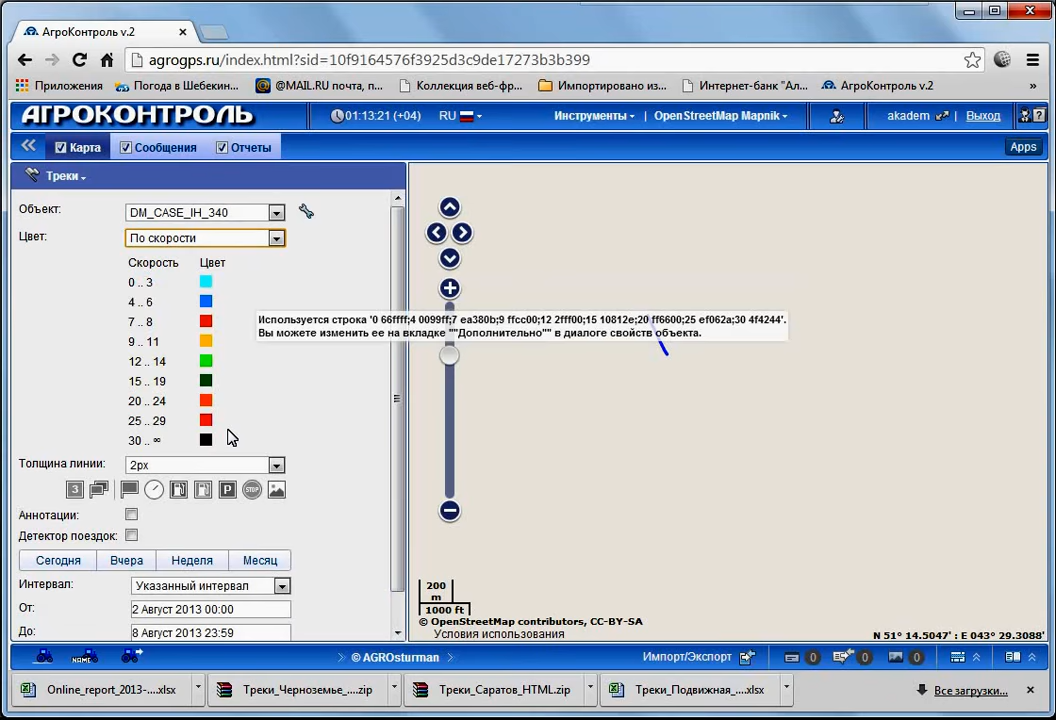 АгроКонтроль v.2
agrogps.ru/index.html?sid=10f9164576f3925d3c9de17273b3b399
Приложения Погода в Шебекин... @MAIL.RU почта, п... Коллекция веб-фр... Импортировано из... Интернет-банк "Ал... АгроКонтроль v.2 »
АГРОКОНТРОЛЬ 01:13:21 (+04) RU Инструменты OpenStreetMap Mapnik akadem Выход
Карта Сообщения Отчеты Apps
Треки
Объект: DM_CASE_IH_340
Цвет: По скорости
Скорость Цвет
0 .. 3
4 .. 6
7 .. 8
9 .. 11
12 .. 14
15 .. 19
20 .. 24
25 .. 29
30 .. ∞
Используется строка '0 66ffff;4 0099ff;7 ea380b;9 ffcc00;12 2fff00;15 10812e;20 ff6600;25 ef062a;30 4f4244'.
Вы можете изменить ее на вкладке ""Дополнительно"" в диалоге свойств объекта.
Толщина линии: 2px
3 P STOP
Аннотации:
Детектор поездок:
Сегодня Вчера Неделя Месяц
Интервал: Указанный интервал
От: 2 Август 2013 00:00
До: 8 Август 2013 23:59
200
m
1000 ft
© OpenStreetMap contributors, CC-BY-SA
Условия использования
N 51° 14.5047' : E 043° 29.3088'
© AGROsturman Импорт/Экспорт 0 0 0
NAME
Online_report_2013-....xlsx Треки_Черноземье_....zip Треки_Саратов_HTML.zip Треки_Подвижная_....xlsx Все загрузки...